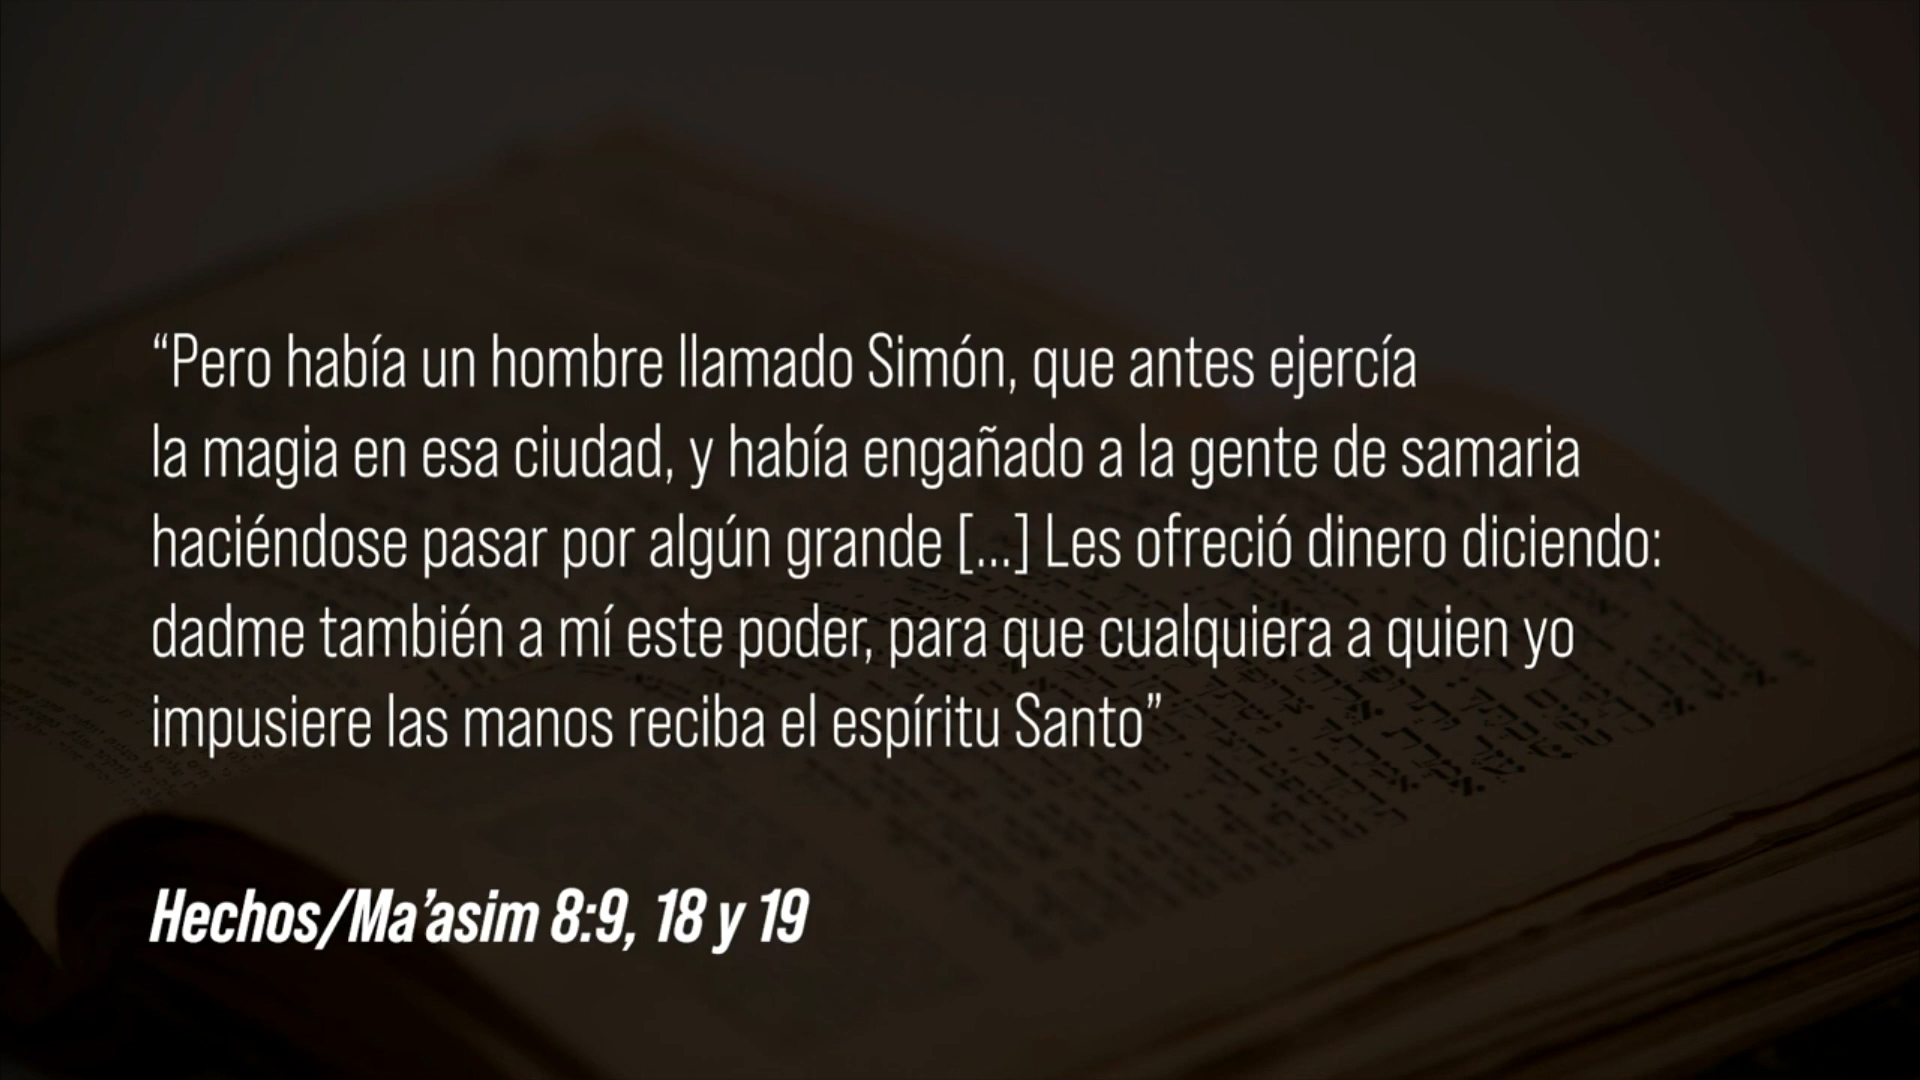 “Pero había un hombre llamado Simón, que antes ejercía
la magia en esa ciudad, y había engañado a la gente de samaria
haciéndose pasar por algún grande [...] Les ofreció dinero diciendo:
dadme también a mí este poder, para que cualquiera a quien yo
impusiere las manos reciba el espíritu Santo”
Hechos/Ma’asim 8:9, 18 y 19